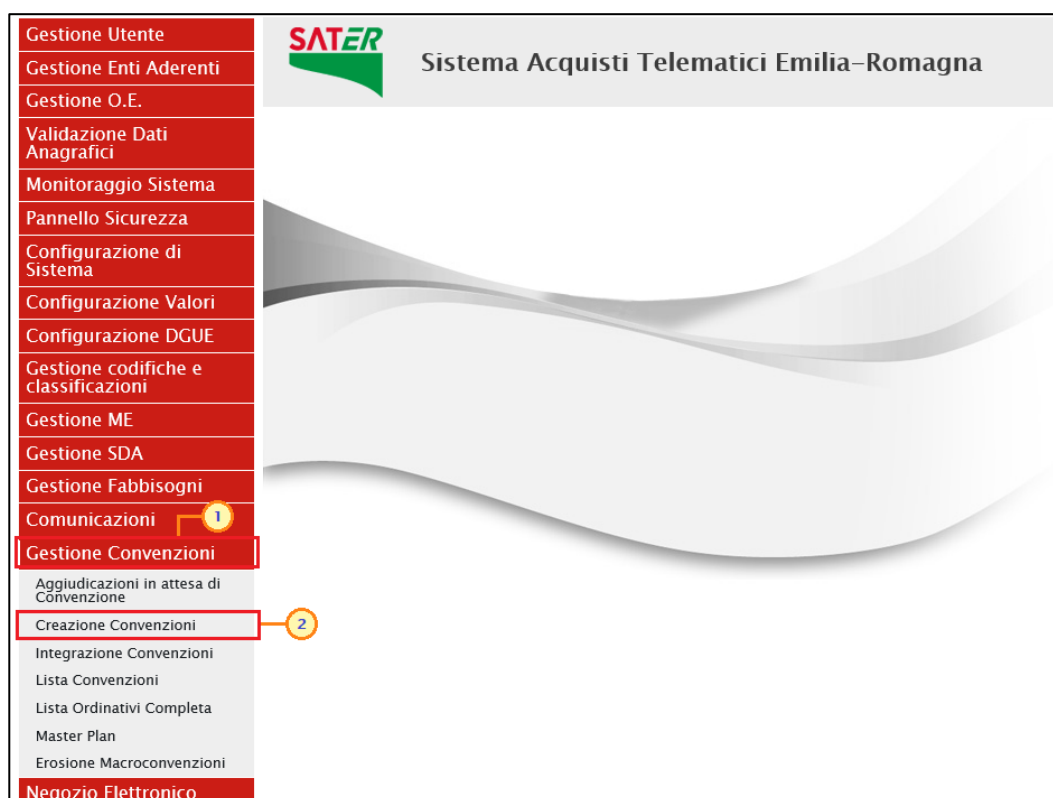 Gestione Utente
Gestione Enti Aderenti
Gestione O.E.
Validazione Dati
Anagrafici
Monitoraggio Sistema
Pannello Sicurezza
Configurazione di
Sistema
Configurazione Valori
Configurazione DGUE
Gestione codifiche e
classificazioni
Gestione ME
Gestione SDA
Gestione Fabbisogni
Comunicazioni
1
Gestione Convenzioni
Aggiudicazioni in attesa di
Convenzione
Creazione Convenzioni
2
Integrazione Convenzioni
Lista Convenzioni
Lista Ordinativi Completa
Master Plan
Erosione Macroconvenzioni
Negozio Elettronico
SATER
Sistema Acquisti Telematici Emilia-Romagna